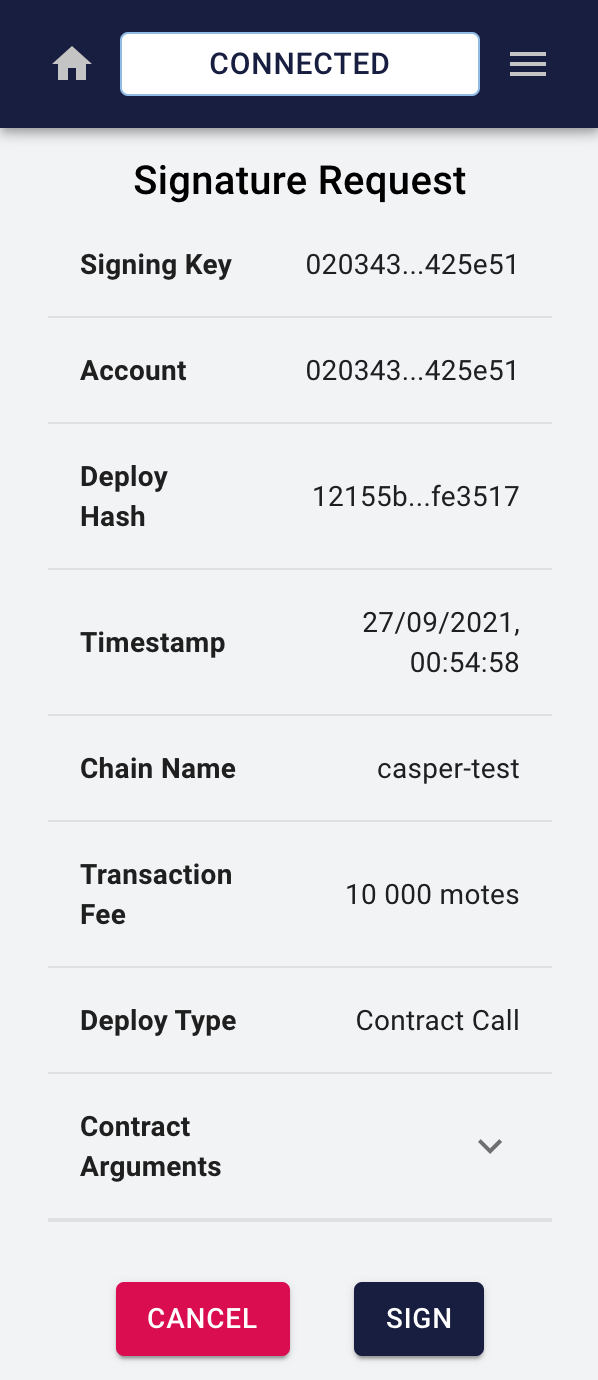 CONNECTED
Signature Request
Signing Key 020343...425e51
Account 020343...425e51
Deploy
Hash
12155b...fe3517
Timestamp
27/09/2021,
00:54:58
Chain Name casper-test
Transaction
Fee
10 000 motes
Deploy Type Contract Call
Contract
Arguments
CANCEL SIGN